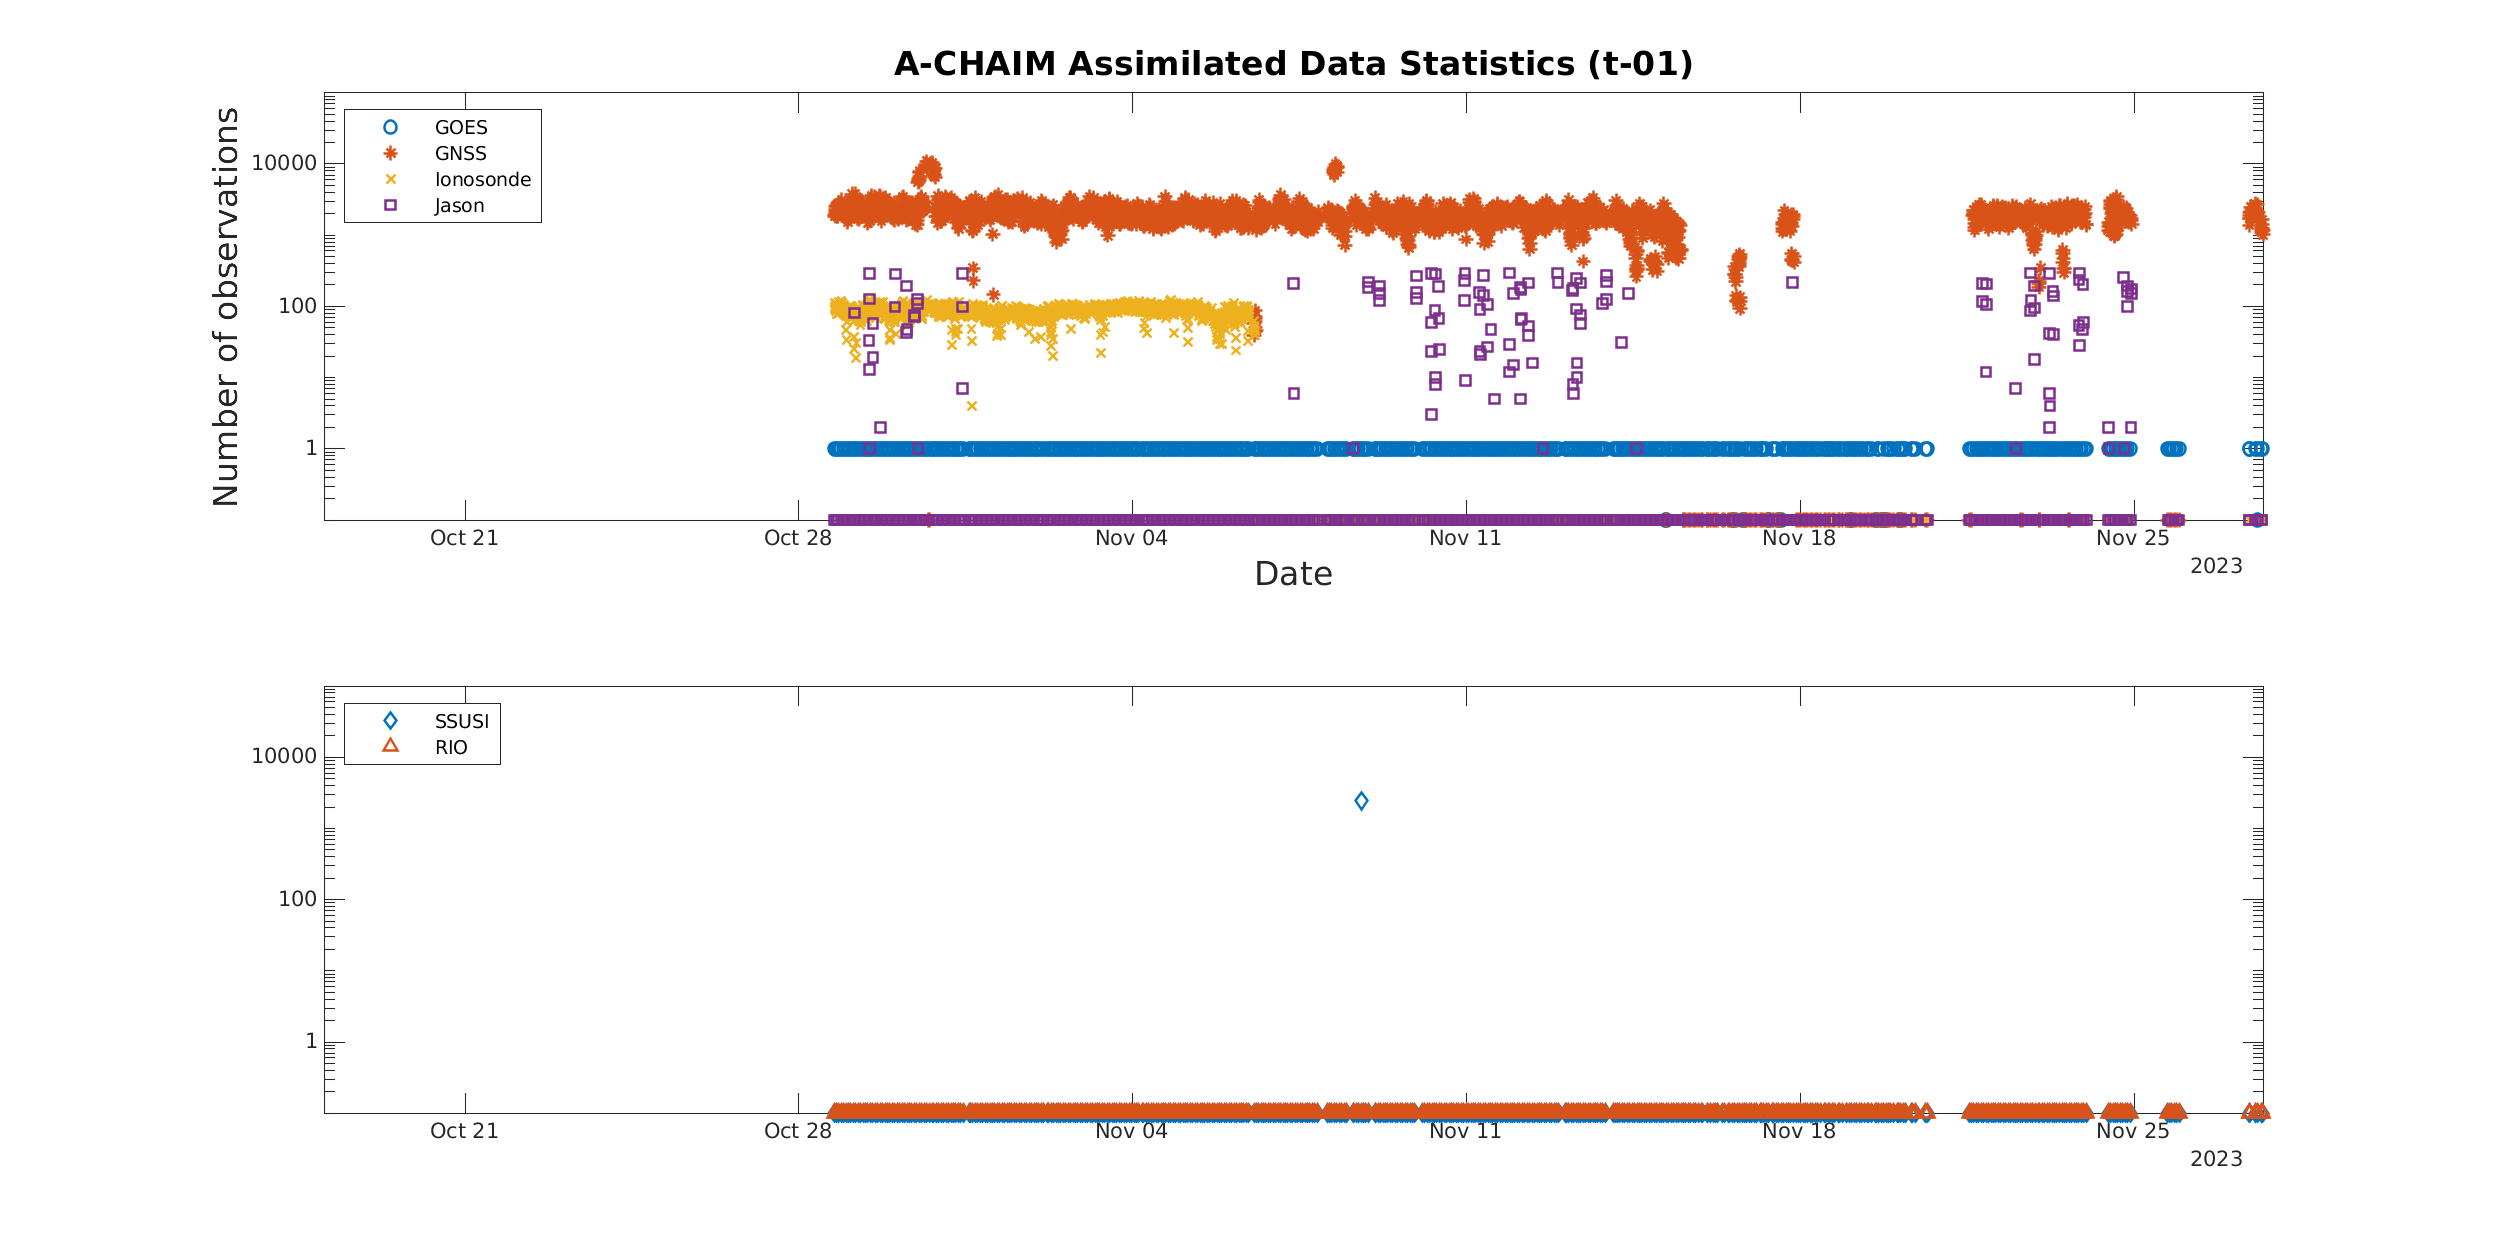 A-CHAIM Assimilated Data Statistics (t-01)
Number of observations
10000
100
1
GOES
GNSS
Ionosonde
Jason
Oct 21
Oct 28
Nov 04
Nov 11
Nov 18
Nov 25
2023
Date
10000
100
1
SSUSI
RIO
Oct 21
Oct 28
Nov 04
Nov 11
Nov 18
Nov 25
2023